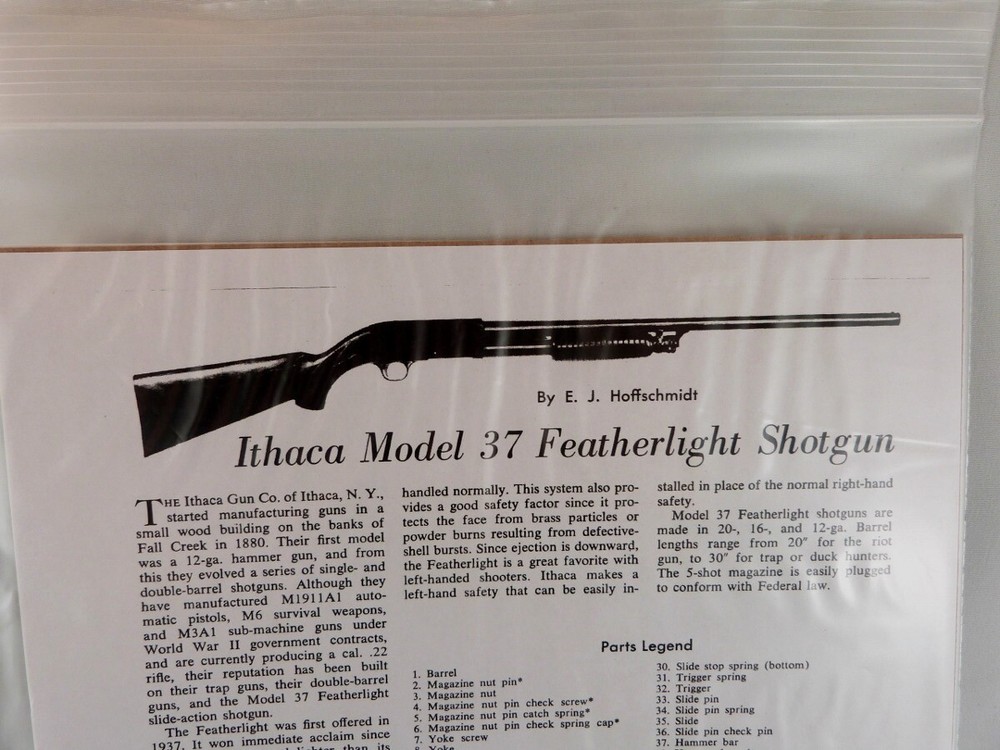 By E. J. Hoffschmidt
Ithaca Model 37 Featherlight Shotgun
THE Ithaca Gun Co. of Ithaca, N. Y.,
started manufacturing guns in a
small wood building on the banks of
Fall Creek in 1880. Their first model
was a 12-ga. hammer gun, and from
this they evolved a series of single- and
double-barrel shotguns. Although they
have manufactured M1911A1 auto-
matic pistols, M6 survival weapons,
and M3A1 sub-machine guns under
World War II government contracts,
and are currently producing a cal. .22
rifle, their reputation has been built
on their trap guns, their double-barrel
guns, and the Model 37 Featherlight
slide-action shotgun.
The Featherlight was first offered in
1937. It won immediate acclaim since
lighter than its
handled normally. This system also pro-
vides a good safety factor since it pro-
tects the face from brass particles or
powder burns resulting from defective-
shell bursts. Since ejection is downward,
the Featherlight is a great favorite with
left-handed shooters. Ithaca makes a
left-hand safety that can be easily in-
stalled in place of the normal right-hand
safety.
Model 37 Featherlight shotguns are
made in 20-, 16-, and 12-ga. Barrel
lengths range from 20" for the riot
gun, to 30" for trap or duck hunters.
The 5-shot magazine is easily plugged
to conform with Federal law.
Parts Legend
1. Barrel
2. Magazine nut pin*
3. Magazine nut
4. Magazine nut pin check screw*
5. Magazine nut pin catch spring*
6. Magazine nut pin check spring cap*
7. Yoke screw
8. Yoke
30. Slide stop spring (bottom)
31. Trigger spring
32. Trigger
33. Slide pin
34. Slide pin spring
35. Slide
36. Slide pin check pin
37. Hammer bar